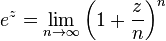 e^z = \lim_{n \to \infty} \left(1 + \frac{z}{n}\right)^n